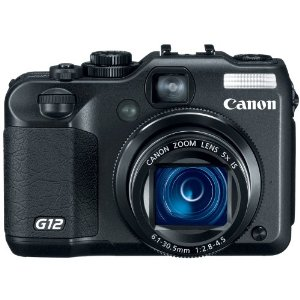 Canon
CANON ZOOM LENS 5x IS
6.1-30.5mm 1:2.8-4.5
G12